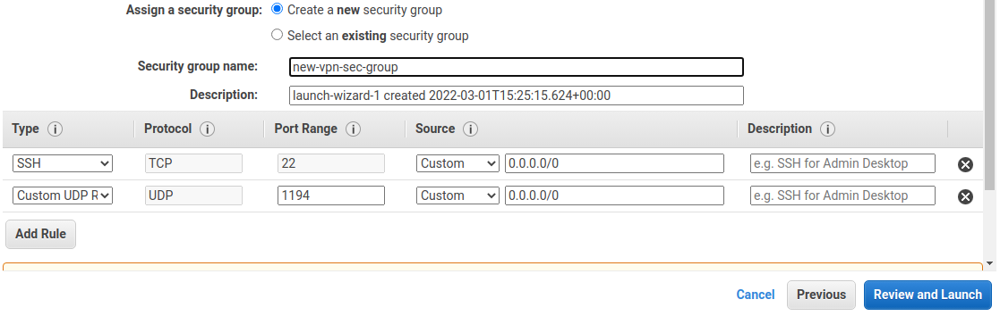 Assign a security group: Create a new security group
Select an existing security group
Security group name: new-vpn-sec-group
Description: launch-wizard-1 created 2022-03-01T15:25:15.624+00:00
Type i Protocol i Port Range i Source i Description i
SSH TCP 22 Custom 0.0.0.0/0 e.g. SSH for Admin Desktop
Custom UDP R UDP 1194 Custom 0.0.0.0/0 e.g. SSH for Admin Desktop
Add Rule
Cancel Previous Review and Launch